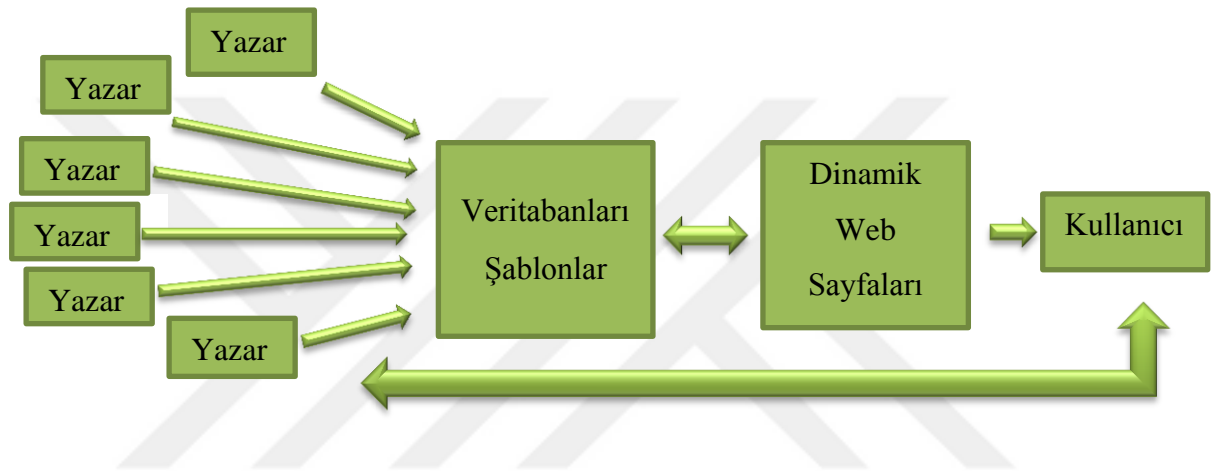 Yazar
Yazar
Yazar
Yazar
Yazar
Yazar
Veritabanları
Şablonlar
Dinamik
Web
Sayfaları
Kullanıcı